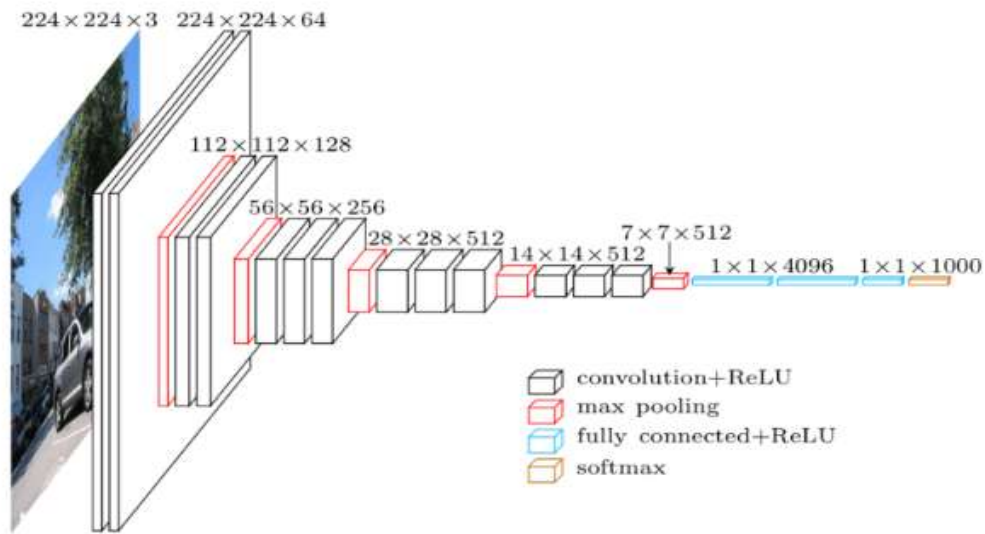 224 × 224 × 3
224 × 224 × 64
112 × 112 × 128
56 × 56 × 256
28 × 28 × 512
14 × 14 × 512
7 × 7 × 512
1 × 1 × 4096
1 × 1 × 1000
convolution+ReLU
max pooling
fully connected+ReLU
softmax